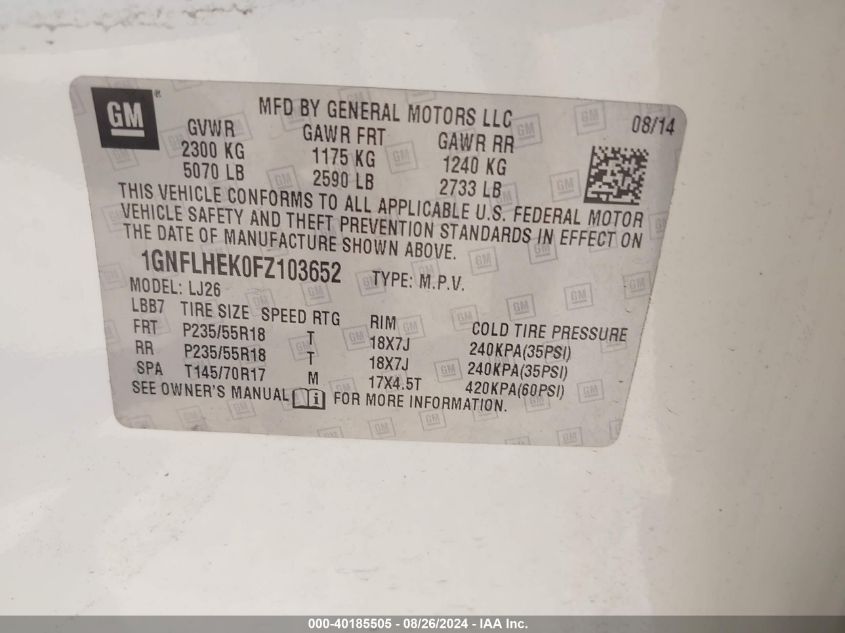 GM
MFD BY GENERAL MOTORS LLC
08/14
GVWR GAWR FRT GAWR RR
2300 KG 1175 KG 1240 KG
5070 LB 2590 LB 2733 LB
THIS VEHICLE CONFORMS TO ALL APPLICABLE U.S. FEDERAL MOTOR
VEHICLE SAFETY AND THEFT PREVENTION STANDARDS IN EFFECT ON
THE DATE OF MANUFACTURE SHOWN ABOVE.
1GNFLHEK0FZ103652 TYPE: M.P.V.
MODEL: LJ26
LBB7 TIRE SIZE SPEED RTG RIM COLD TIRE PRESSURE
FRT P235/55R18 T 18X7J 240KPA(35PSI)
RR P235/55R18 T 18X7J 240KPA(35PSI)
SPA T145/70R17 M 17X4.5T 420KPA(60PSI)
SEE OWNER'S MANUAL i FOR MORE INFORMATION.
000-40185505 - 08/26/2024 - IAA Inc.